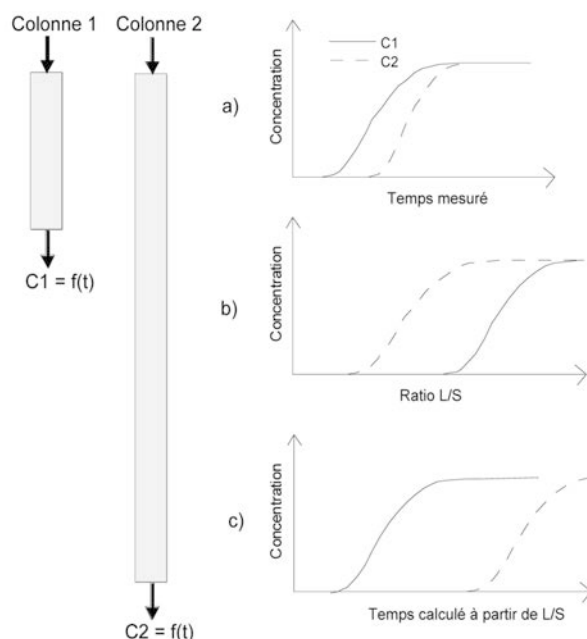 Colonne 1
Colonne 2
C1 = f(t)
C2 = f(t)
a)
Concentration
C1
C2
Temps mesuré
b)
Concentration
Ratio L/S
c)
Concentration
Temps calculé à partir de L/S